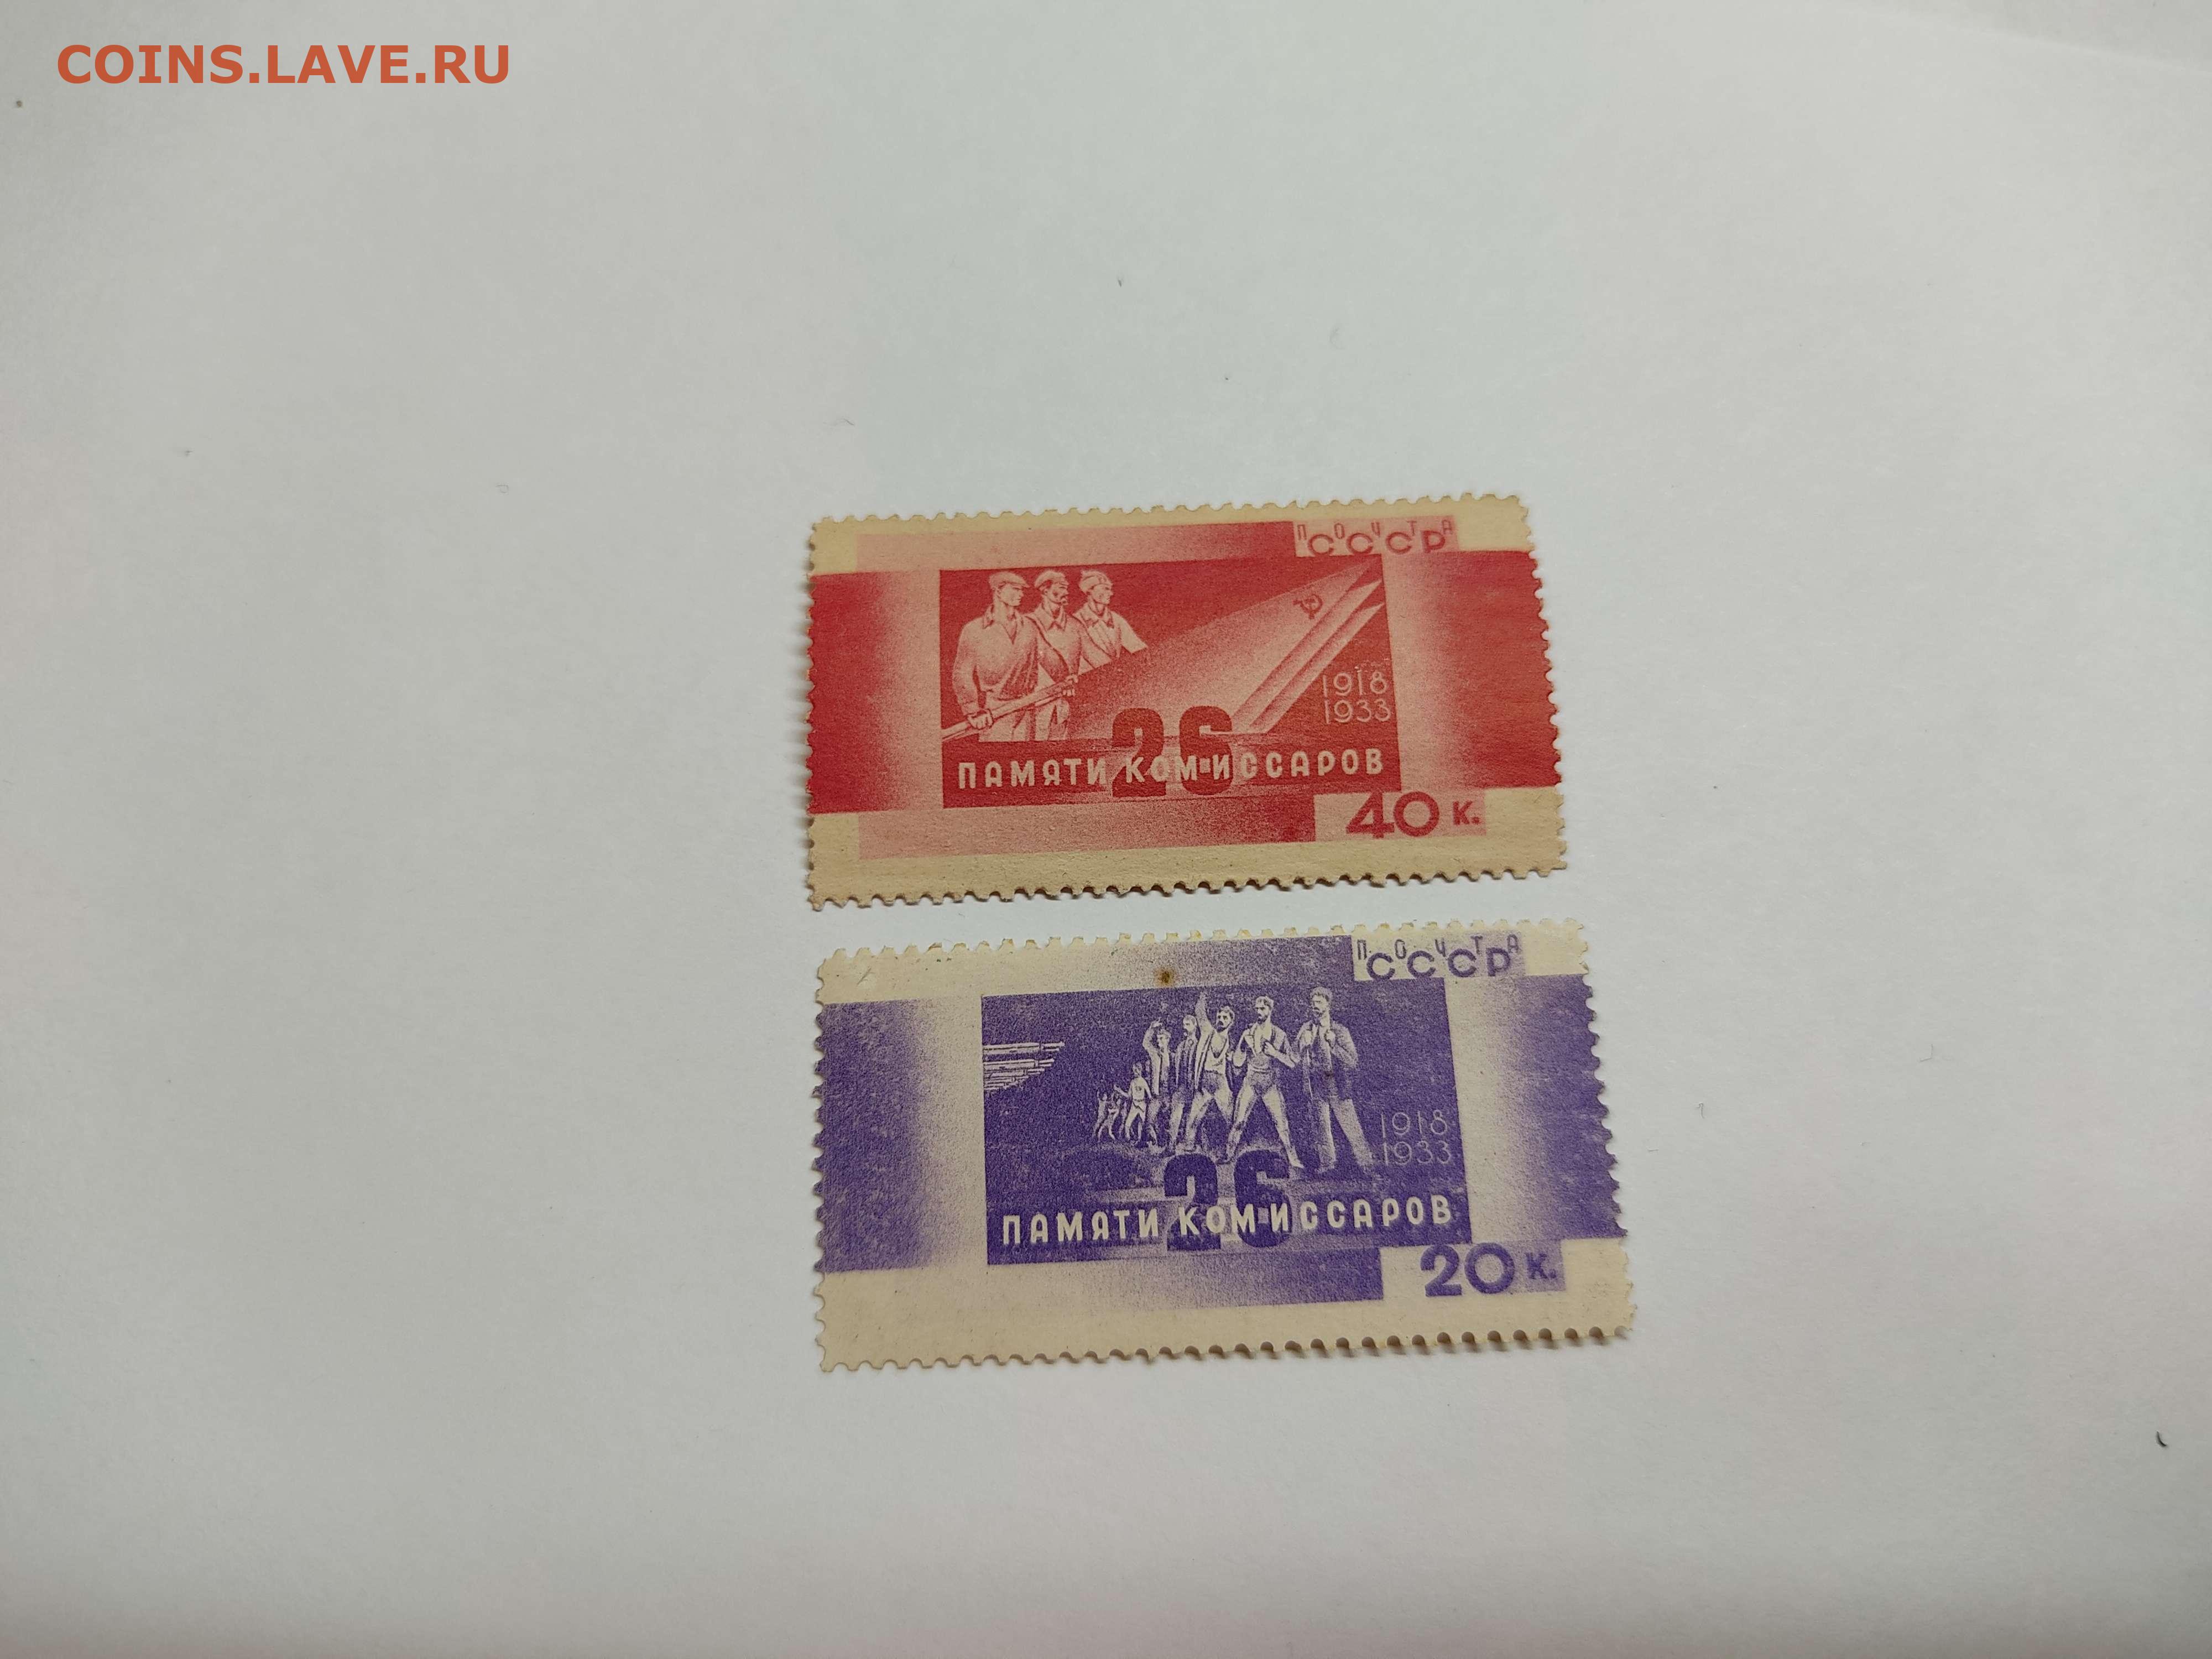 COINS.LAVE.RU
ПОЧТА
СССР
1918
1933
26
ПАМЯТИ КОМИССАРОВ
40 к.
ПОЧТА
СССР
1918
1933
26
ПАМЯТИ КОМИССАРОВ
20 к.